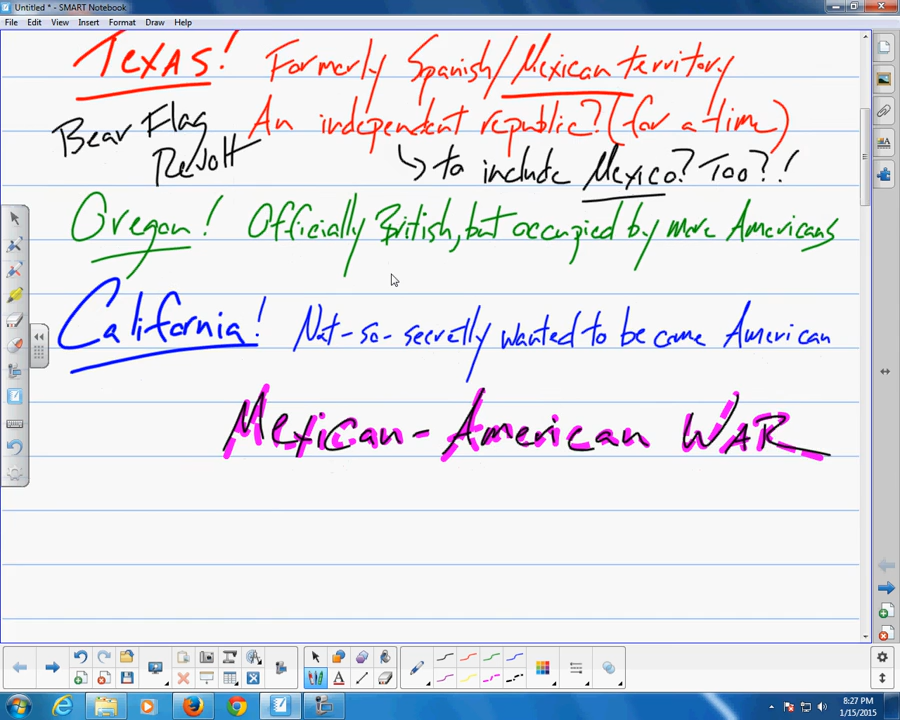 Untitled * - SMART Notebook
File Edit View Insert Format Draw Help
Texas! Formerly Spanish/Mexican territory
An independent republic? (for a time)
Bear Flag
Revolt
to include Mexico? Too?!
Oregon! Officially British, but occupied by more Americans
California! Not-so-secretly wanted to become American
Mexican-American WAR
8:27 PM
1/15/2015